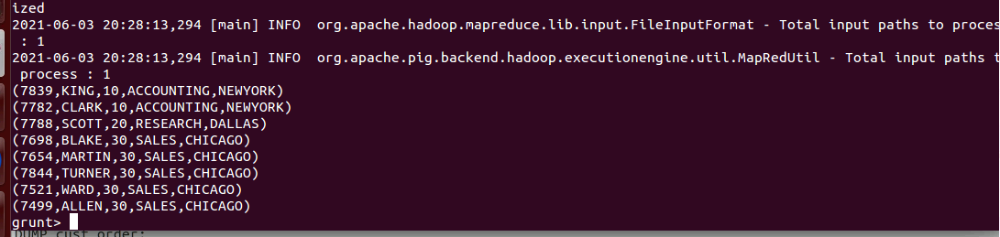 ized
2021-06-03 20:28:13,294 [main] INFO  org.apache.hadoop.mapreduce.lib.input.FileInputFormat - Total input paths to proces
 : 1
2021-06-03 20:28:13,294 [main] INFO  org.apache.pig.backend.hadoop.executionengine.util.MapRedUtil - Total input paths t
 process : 1
(7839,KING,10,ACCOUNTING,NEWYORK)
(7782,CLARK,10,ACCOUNTING,NEWYORK)
(7788,SCOTT,20,RESEARCH,DALLAS)
(7698,BLAKE,30,SALES,CHICAGO)
(7654,MARTIN,30,SALES,CHICAGO)
(7844,TURNER,30,SALES,CHICAGO)
(7521,WARD,30,SALES,CHICAGO)
(7499,ALLEN,30,SALES,CHICAGO)
grunt>
DUMP cust_order;